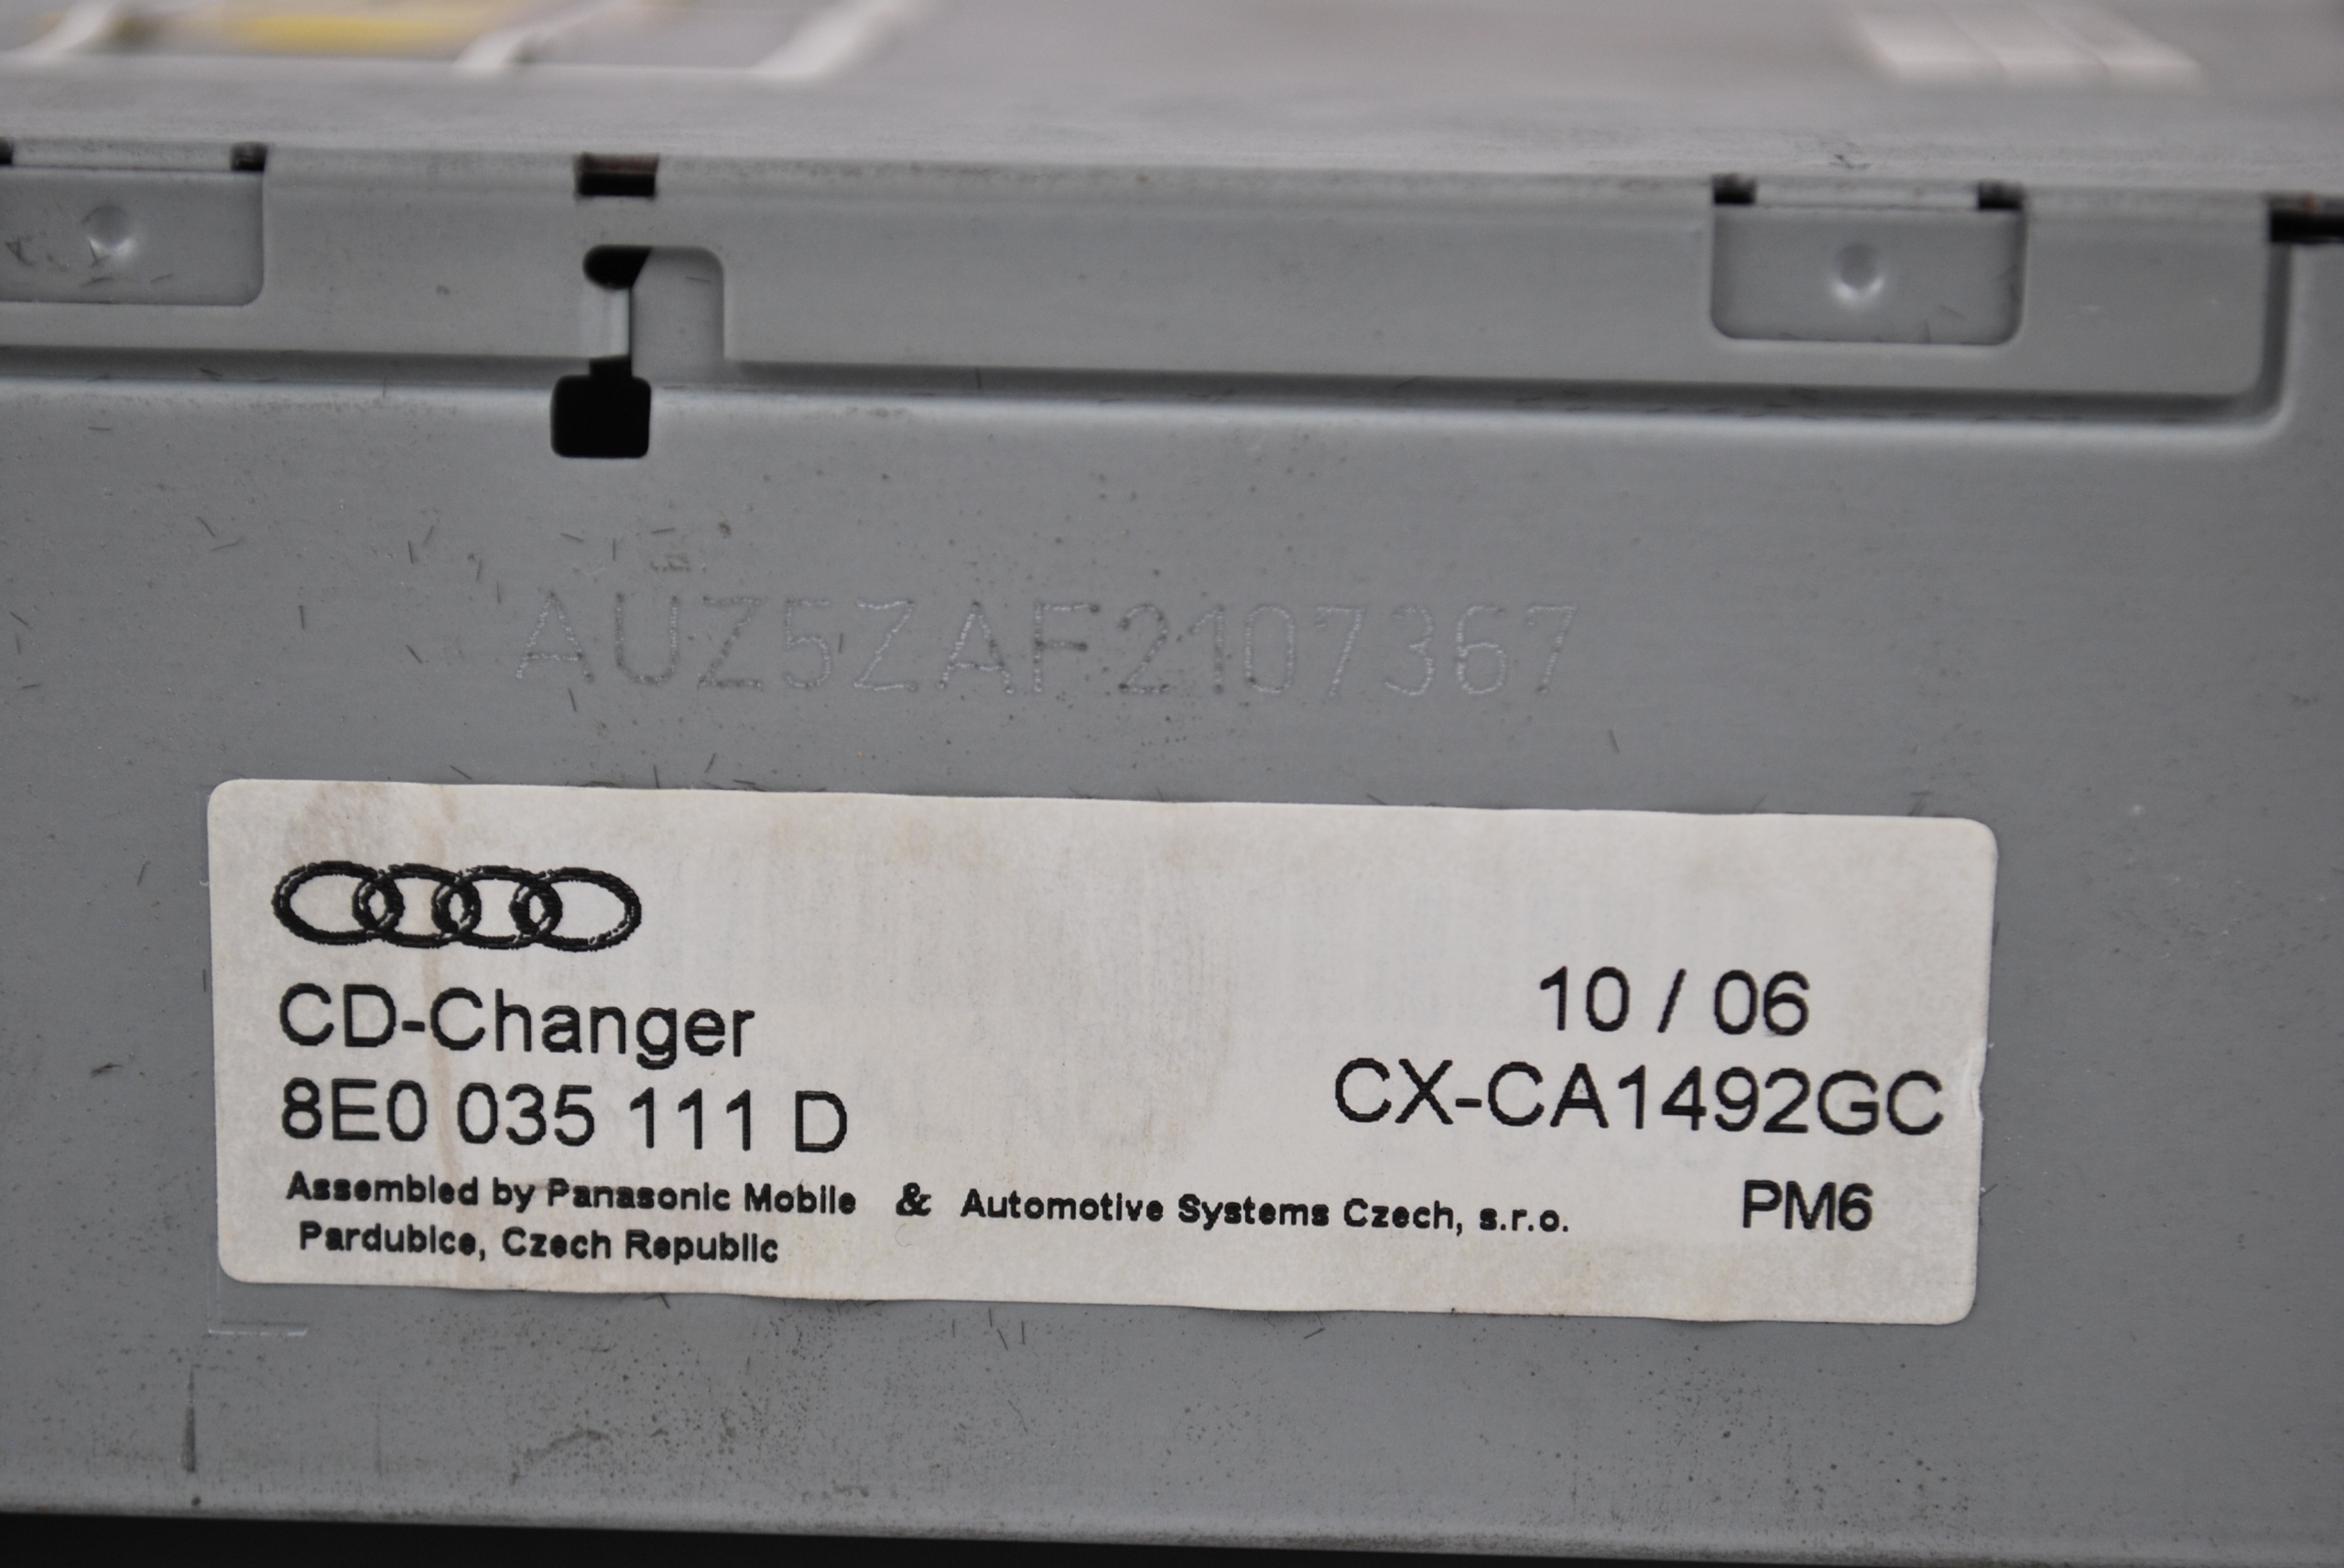 AUZ5ZAF2107367
CD-Changer
10 / 06
8E0 035 111 D
CX-CA1492GC
Assembled by Panasonic Mobile & Automotive Systems Czech, s.r.o.
PM6
Pardubice, Czech Republic